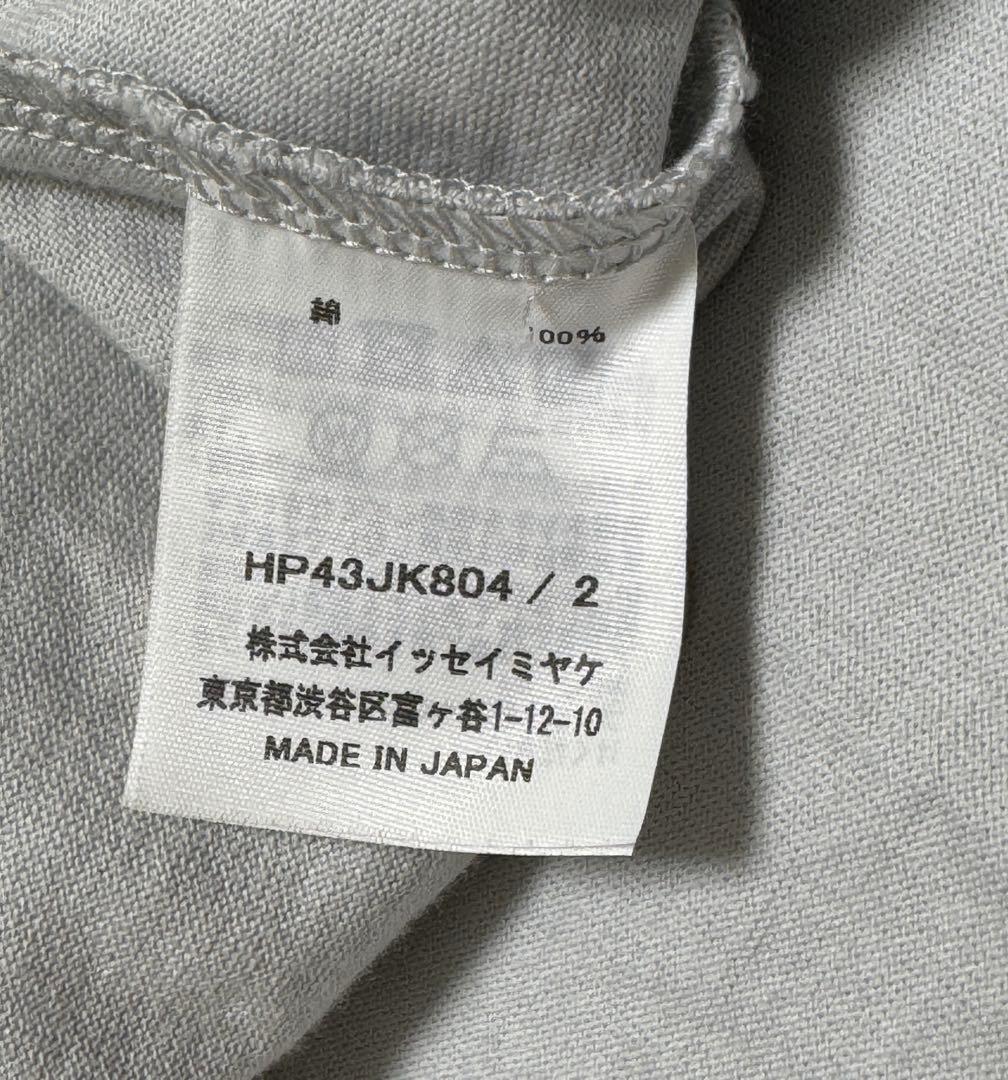 綿 100%
HP43JK804 / 2
株式会社イッセイミヤケ
東京都渋谷区富ヶ谷1-12-10
MADE IN JAPAN